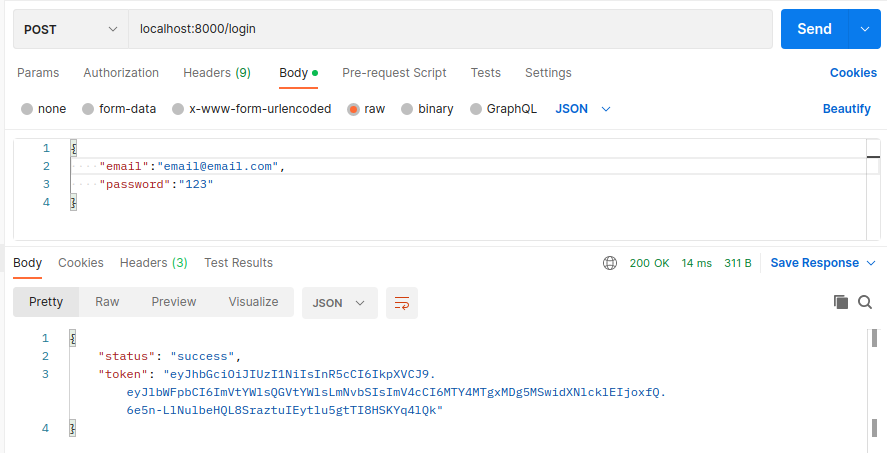 POST localhost:8000/login Send
Params Authorization Headers (9) Body Pre-request Script Tests Settings Cookies
none form-data x-www-form-urlencoded raw binary GraphQL JSON Beautify
1 {
2 "email":"email@email.com",
3 "password":"123"
4 }
Body Cookies Headers (3) Test Results 200 OK 14 ms 311 B Save Response
Pretty Raw Preview Visualize JSON
1 {
2 "status": "success",
3 "token": "eyJhbGciOiJIUzI1NiIsInR5cCI6IkpXVCJ9.
eyJlbWFpbCI6ImVtYWlsQGVtYWlsLmNvbSIsImV4cCI6MTY4MTgxMDg5MSwidXNlcklEIjoxfQ.
6e5n-LlNulbeHQL8SraztuIEytlu5gtTI8HSKYq4lQk"
4 }